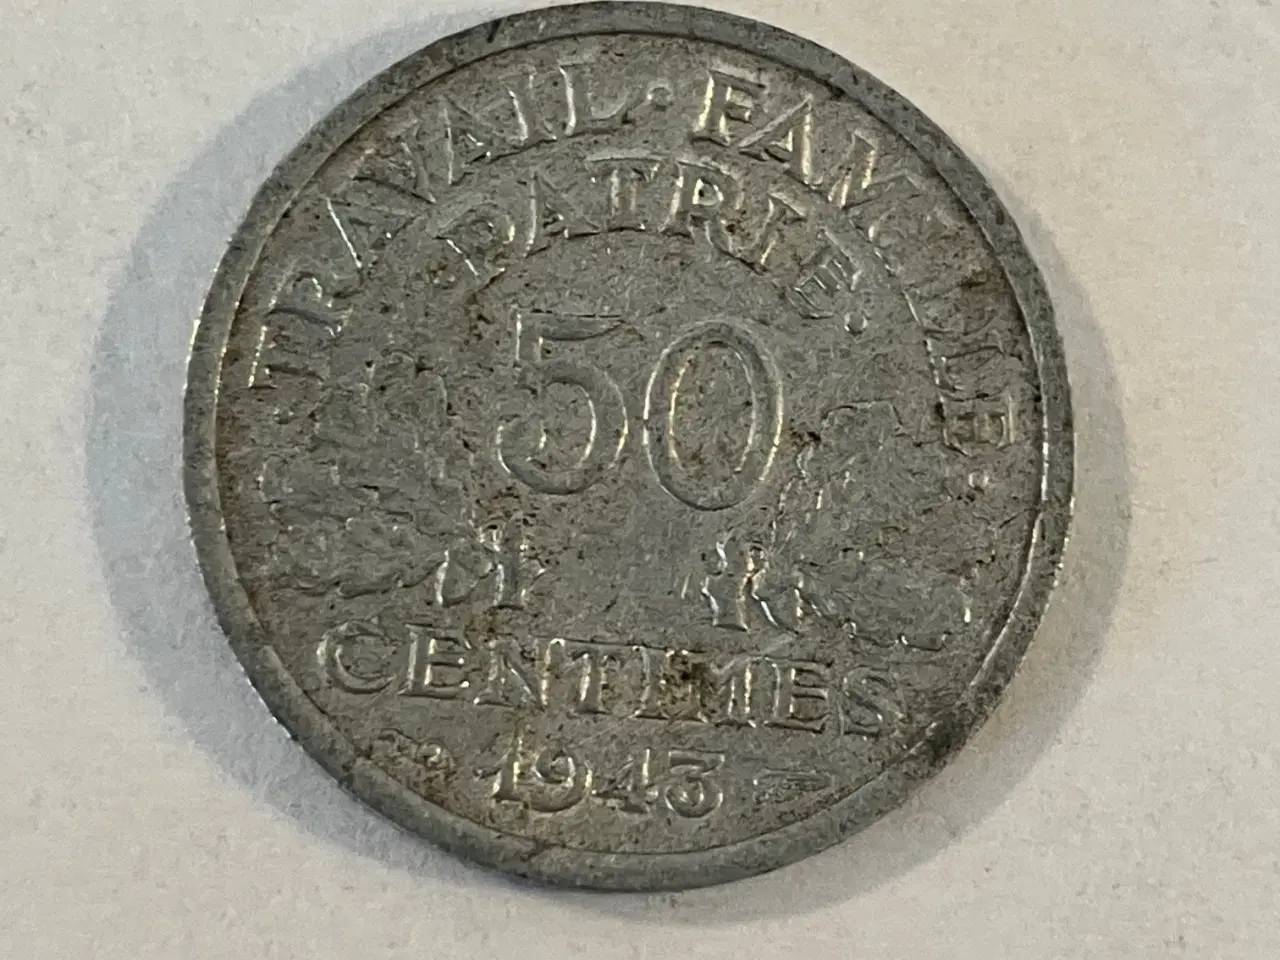 TRAVAIL · FAMILLE ·
· PATRIE ·
50
CENTIMES
1943